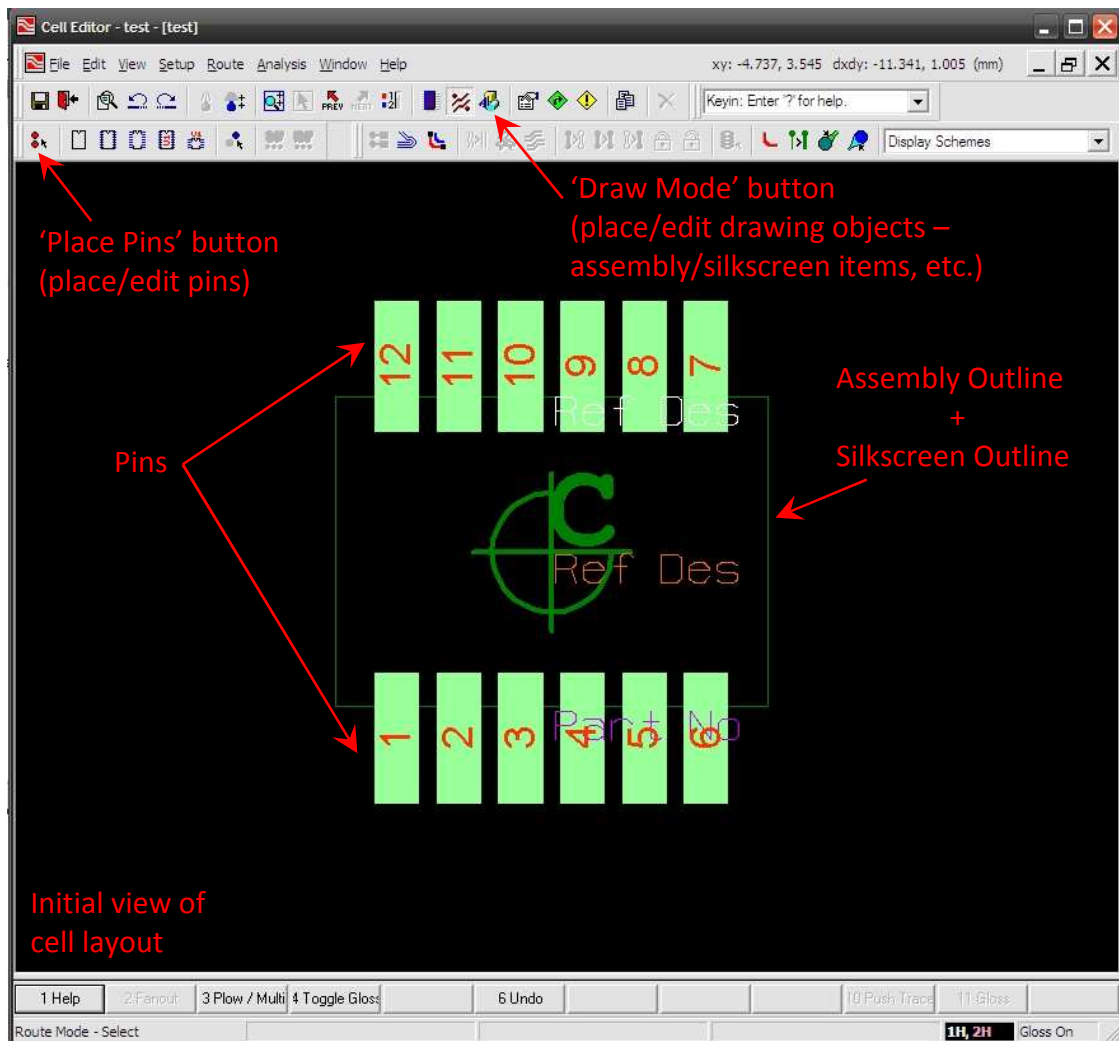 Cell Editor - test - [test]
File Edit View Setup Route Analysis Window Help
xy: -4.737, 3.545 dxdy: -11.341, 1.005 (mm)
PREV NEXT
Keyin: Enter '?' for help.
Display Schemes
‘Place Pins’ button
(place/edit pins)
‘Draw Mode’ button
(place/edit drawing objects –
assembly/silkscreen items, etc.)
12 11 10 9 8 7
Ref Des
Assembly Outline
+
Silkscreen Outline
Pins
C
Ref Des
1 2 3 4 5 6
Part No
Initial view of
cell layout
1 Help 2 Fanout 3 Plow / Multi 4 Toggle Gloss 6 Undo 10 Push Trace 11 Gloss
Route Mode - Select 1H, 2H Gloss On